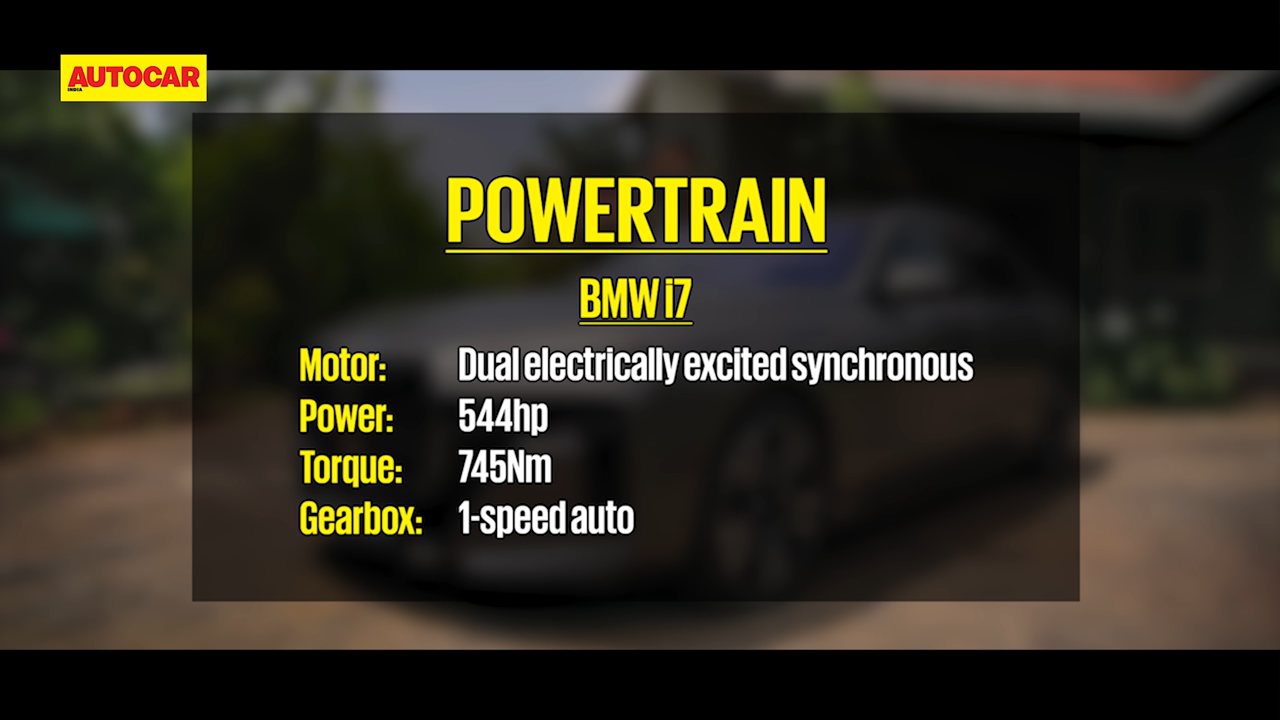 AUTOCAR
INDIA
POWERTRAIN
BMW i7
Motor: Dual electrically excited synchronous
Power: 544hp
Torque: 745Nm
Gearbox: 1-speed auto